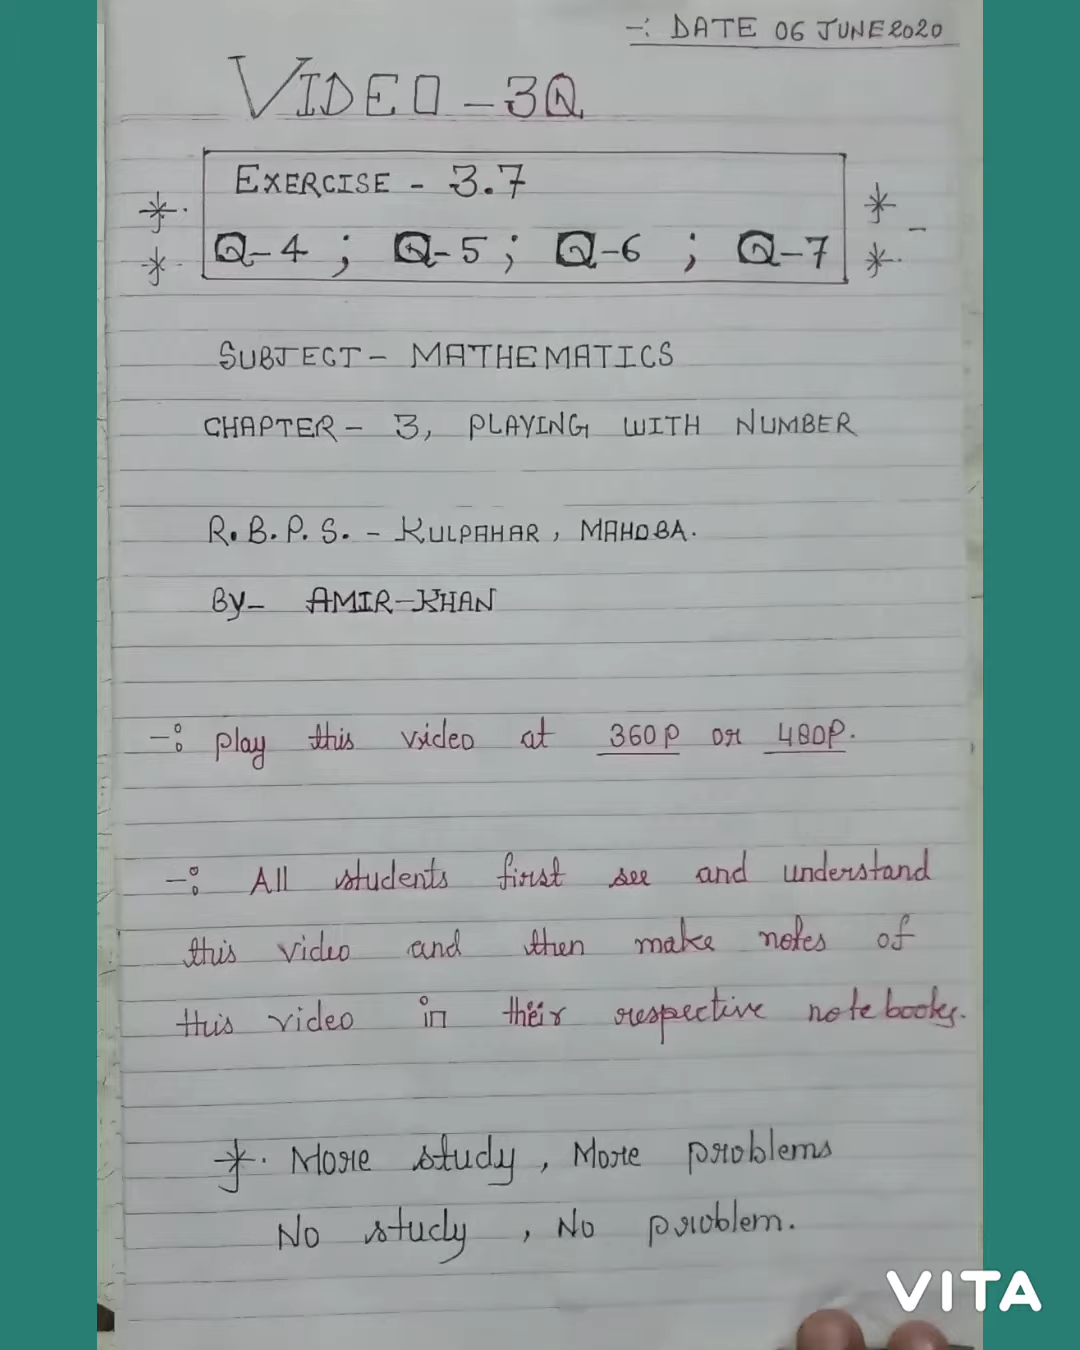 -: DATE 06 JUNE 2020
VIDEO - 3Q
EXERCISE - 3.7
Q-4 ; Q-5 ; Q-6 ; Q-7
SUBJECT - MATHEMATICS
CHAPTER - 3, PLAYING WITH NUMBER
R.B.P.S. - KULPAHAR, MAHOBA.
By - AMIR-KHAN
-: Play this video at 360P or 480P.
-: All students first see and understand
this video and then make notes of
this video in their respective notebooks.
*. More study, More problems
No study, No problem.
VITA